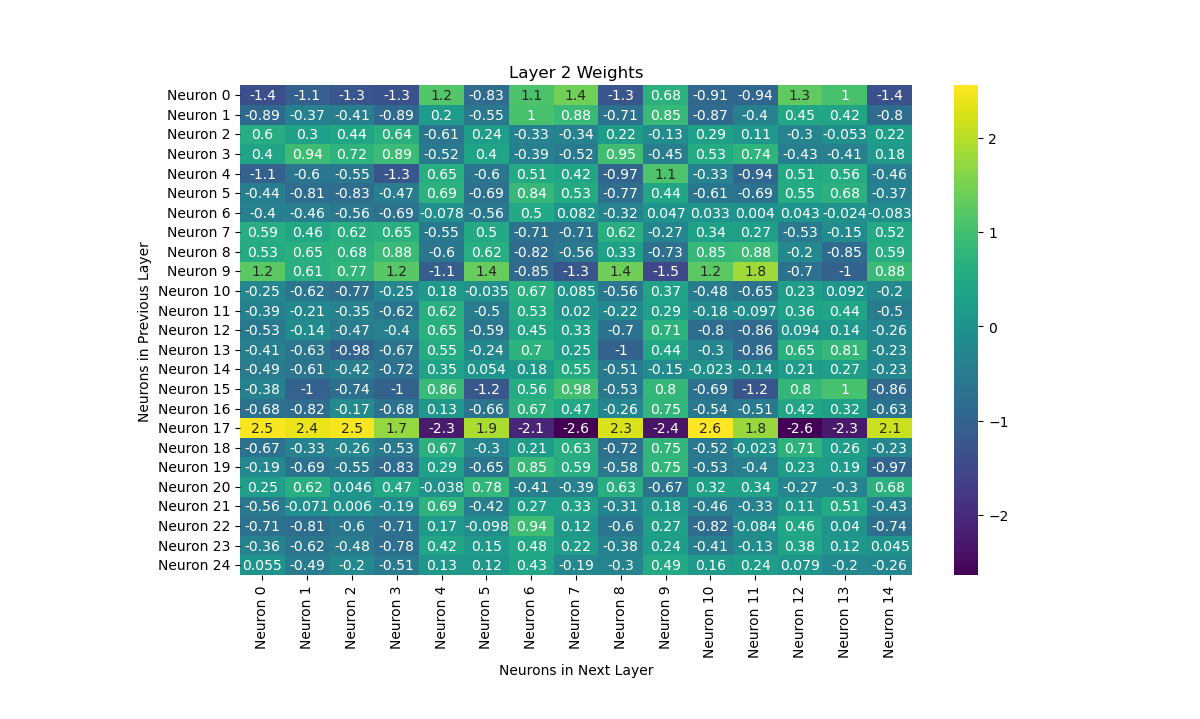 Layer 2 Weights
Neuron 0 -1.4 -1.1 -1.3 -1.3 1.2 -0.83 1.1 1.4 -1.3 0.68 -0.91 -0.94 1.3 1 -1.4
Neuron 1 -0.89 -0.37 -0.41 -0.89 0.2 -0.55 1 0.88 -0.71 0.85 -0.87 -0.4 0.45 0.42 -0.8
Neuron 2 0.6 0.3 0.44 0.64 -0.61 0.24 -0.33 -0.34 0.22 -0.13 0.29 0.11 -0.3 -0.053 0.22
Neuron 3 0.4 0.94 0.72 0.89 -0.52 0.4 -0.39 -0.52 0.95 -0.45 0.53 0.74 -0.43 -0.41 0.18
Neuron 4 -1.1 -0.6 -0.55 -1.3 0.65 -0.6 0.51 0.42 -0.97 1.1 -0.33 -0.94 0.51 0.56 -0.46
Neuron 5 -0.44 -0.81 -0.83 -0.47 0.69 -0.69 0.84 0.53 -0.77 0.44 -0.61 -0.69 0.55 0.68 -0.37
Neuron 6 -0.4 -0.46 -0.56 -0.69 -0.078 -0.56 0.5 0.082 -0.32 0.047 0.033 0.004 0.043 -0.024 -0.083
Neuron 7 0.59 0.46 0.62 0.65 -0.55 0.5 -0.71 -0.71 0.62 -0.27 0.34 0.27 -0.53 -0.15 0.52
Neuron 8 0.53 0.65 0.68 0.88 -0.6 0.62 -0.82 -0.56 0.33 -0.73 0.85 0.88 -0.2 -0.85 0.59
Neuron 9 1.2 0.61 0.77 1.2 -1.1 1.4 -0.85 -1.3 1.4 -1.5 1.2 1.8 -0.7 -1 0.88
Neuron 10 -0.25 -0.62 -0.77 -0.25 0.18 -0.035 0.67 0.085 -0.56 0.37 -0.48 -0.65 0.23 0.092 -0.2
Neuron 11 -0.39 -0.21 -0.35 -0.62 0.62 -0.5 0.53 0.02 -0.22 0.29 -0.18 -0.097 0.36 0.44 -0.5
Neuron 12 -0.53 -0.14 -0.47 -0.4 0.65 -0.59 0.45 0.33 -0.7 0.71 -0.8 -0.86 0.094 0.14 -0.26
Neuron 13 -0.41 -0.63 -0.98 -0.67 0.55 -0.24 0.7 0.25 -1 0.44 -0.3 -0.86 0.65 0.81 -0.23
Neuron 14 -0.49 -0.61 -0.42 -0.72 0.35 0.054 0.18 0.55 -0.51 -0.15 -0.023 -0.14 0.21 0.27 -0.23
Neuron 15 -0.38 -1 -0.74 -1 0.86 -1.2 0.56 0.98 -0.53 0.8 -0.69 -1.2 0.8 1 -0.86
Neuron 16 -0.68 -0.82 -0.17 -0.68 0.13 -0.66 0.67 0.47 -0.26 0.75 -0.54 -0.51 0.42 0.32 -0.63
Neuron 17 2.5 2.4 2.5 1.7 -2.3 1.9 -2.1 -2.6 2.3 -2.4 2.6 1.8 -2.6 -2.3 2.1
Neuron 18 -0.67 -0.33 -0.26 -0.53 0.67 -0.3 0.21 0.63 -0.72 0.75 -0.52 -0.023 0.71 0.26 -0.23
Neuron 19 -0.19 -0.69 -0.55 -0.83 0.29 -0.65 0.85 0.59 -0.58 0.75 -0.53 -0.4 0.23 0.19 -0.97
Neuron 20 0.25 0.62 0.046 0.47 -0.038 0.78 -0.41 -0.39 0.63 -0.67 0.32 0.34 -0.27 -0.3 0.68
Neuron 21 -0.56 -0.071 0.006 -0.19 0.69 -0.42 0.27 0.33 -0.31 0.18 -0.46 -0.33 0.11 0.51 -0.43
Neuron 22 -0.71 -0.81 -0.6 -0.71 0.17 -0.098 0.94 0.12 -0.6 0.27 -0.82 -0.084 0.46 0.04 -0.74
Neuron 23 -0.36 -0.62 -0.48 -0.78 0.42 0.15 0.48 0.22 -0.38 0.24 -0.41 -0.13 0.38 0.12 0.045
Neuron 24 0.055 -0.49 -0.2 -0.51 0.13 0.12 0.43 -0.19 -0.3 0.49 0.16 0.24 0.079 -0.2 -0.26
Neurons in Previous Layer
Neuron 0
Neuron 1
Neuron 2
Neuron 3
Neuron 4
Neuron 5
Neuron 6
Neuron 7
Neuron 8
Neuron 9
Neuron 10
Neuron 11
Neuron 12
Neuron 13
Neuron 14
Neurons in Next Layer
2
1
0
−1
−2